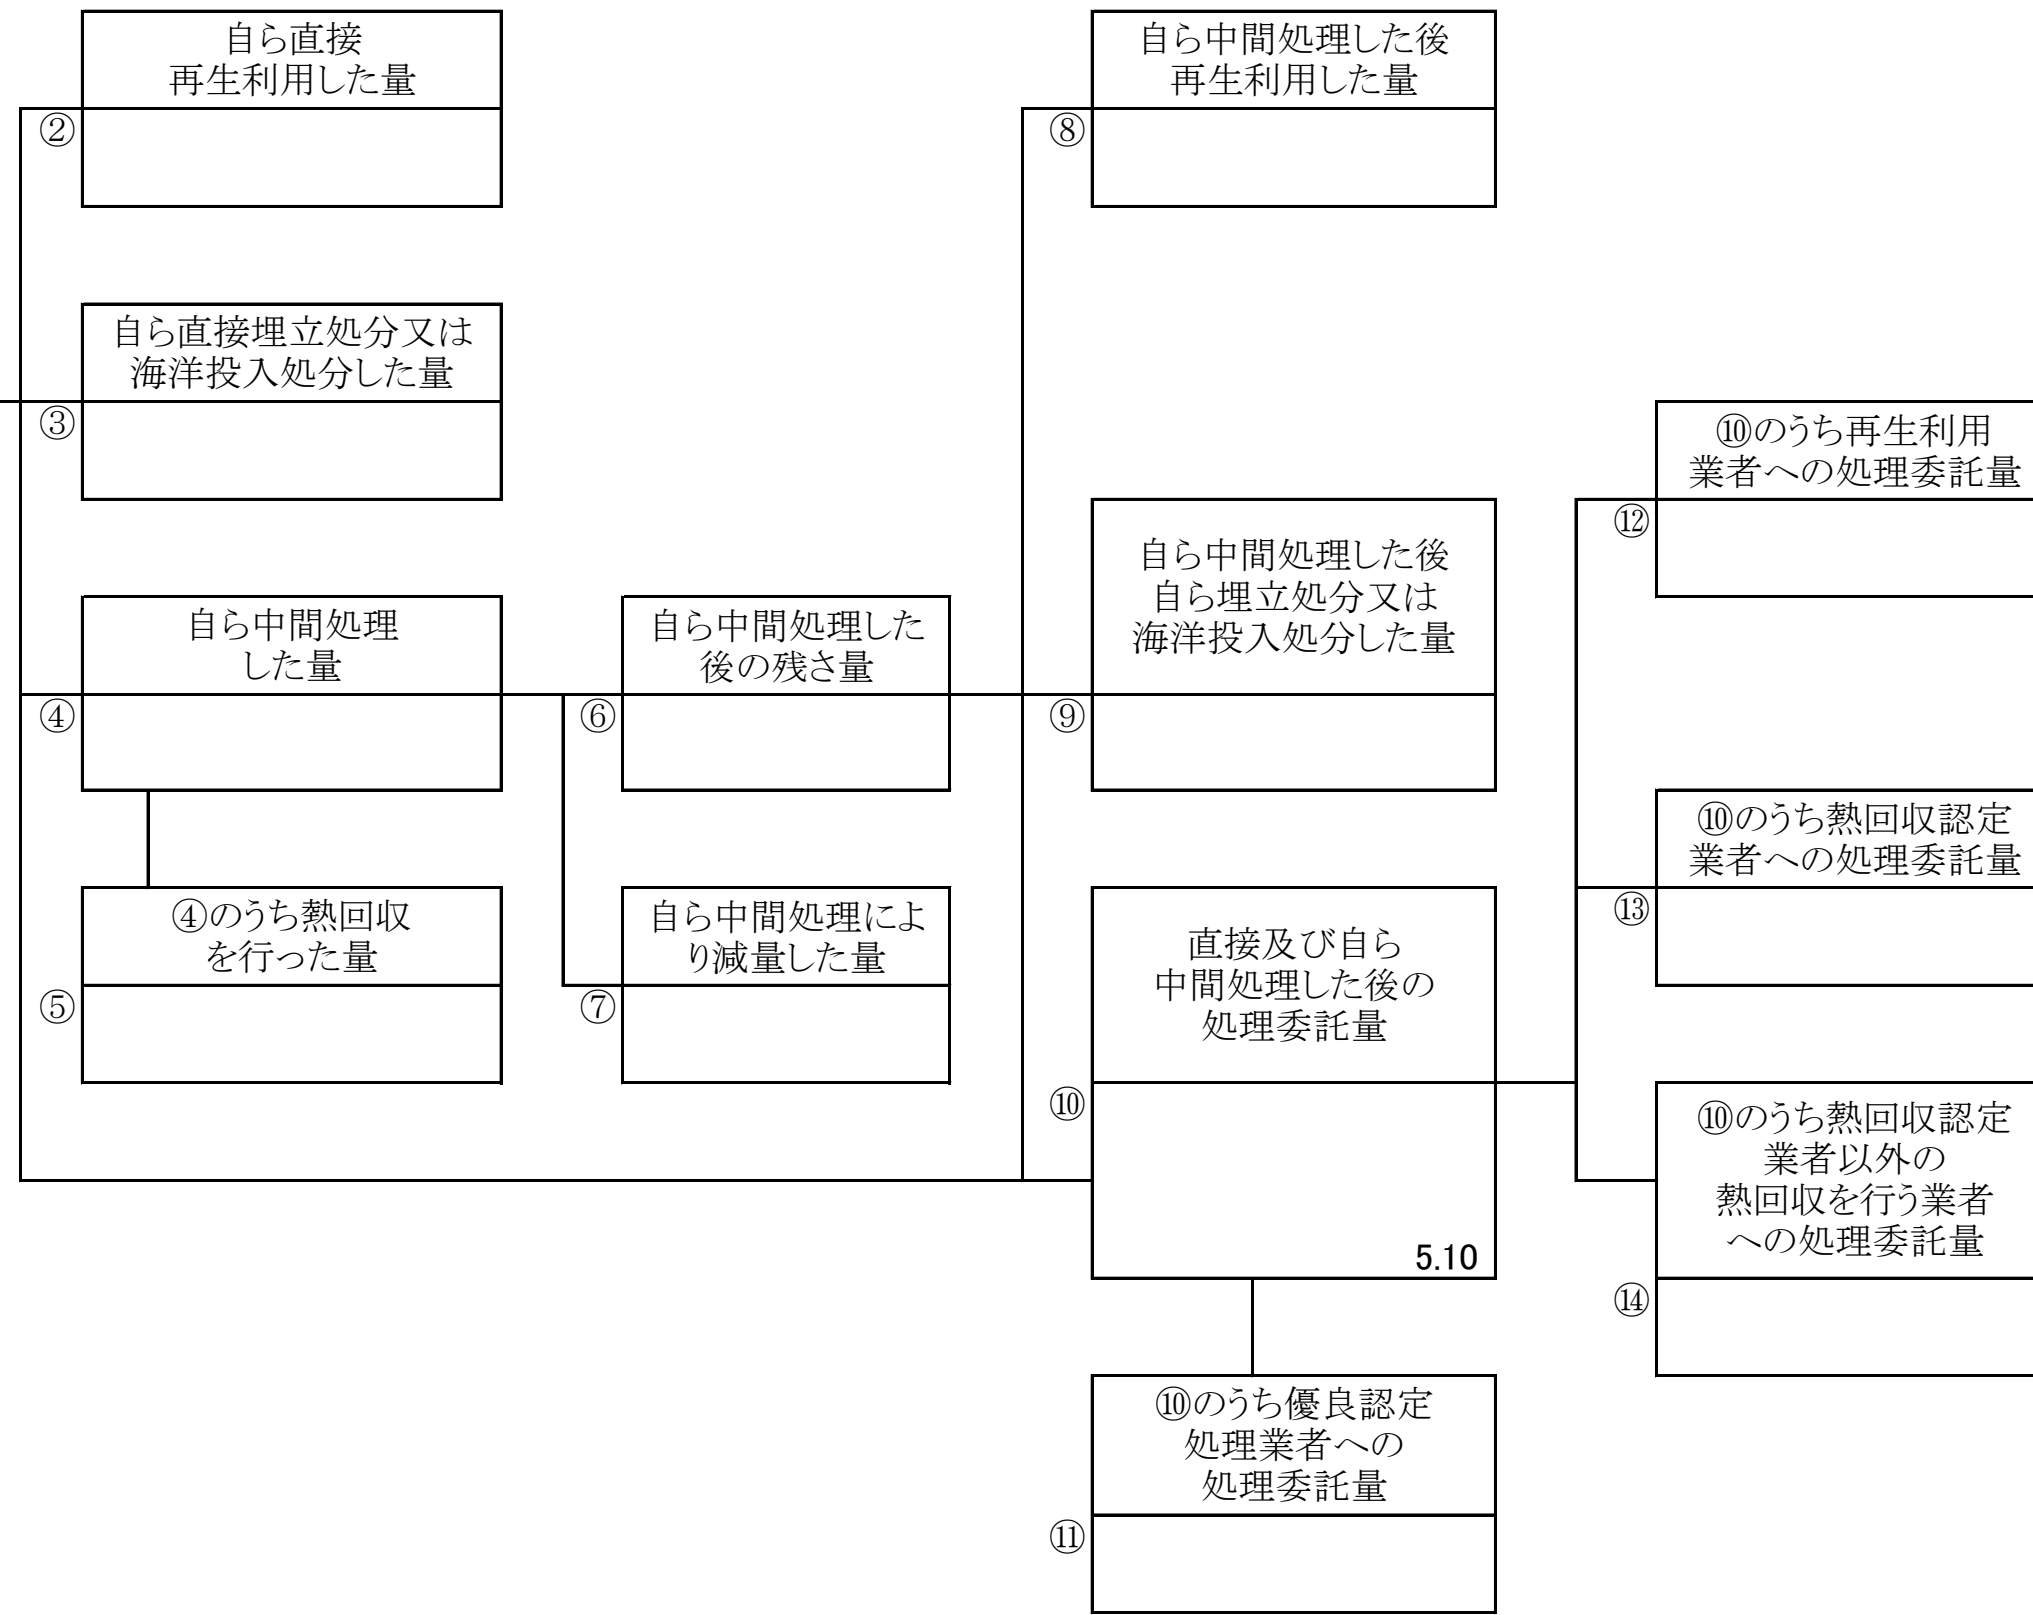 自ら直接
再生利用した量
②
自ら直接埋立処分又は
海洋投入処分した量
③
自ら中間処理
した量
④
④のうち熱回収
を行った量
⑤
自ら中間処理した
後の残さ量
⑥
自ら中間処理によ
り減量した量
⑦
自ら中間処理した後
再生利用した量
⑧
自ら中間処理した後
自ら埋立処分又は
海洋投入処分した量
⑨
直接及び自ら
中間処理した後の
処理委託量
⑩
5.10
⑩のうち優良認定
処理業者への
処理委託量
⑪
⑩のうち再生利用
業者への処理委託量
⑫
⑩のうち熱回収認定
業者への処理委託量
⑬
⑩のうち熱回収認定
業者以外の
熱回収を行う業者
への処理委託量
⑭